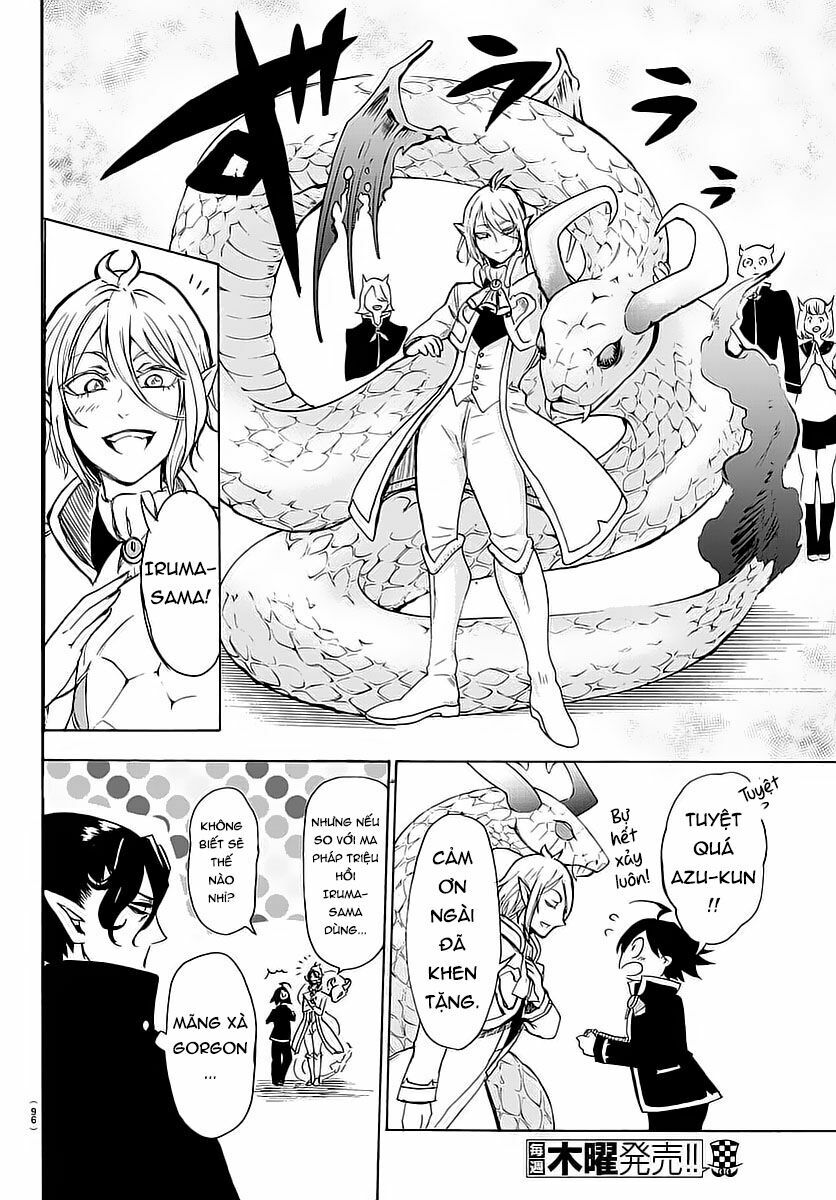 ずラララ
IRUMA-
SAMA!
Tuyệt
TUYỆT
QUÁ
AZU-KUN
!!
Bự
hết
xảy
luôn!
CẢM
ƠN
NGÀI
ĐÃ
KHEN
TẶNG.
NHƯNG NẾU
SO VỚI MA
PHÁP TRIỆU
HỒI
IRUMA-
SAMA
DÙNG...
KHÔNG
BIẾT SẼ
THẾ
NÀO
NHỈ?
MÃNG XÀ
GORGON
...
96
毎週木曜発売!!